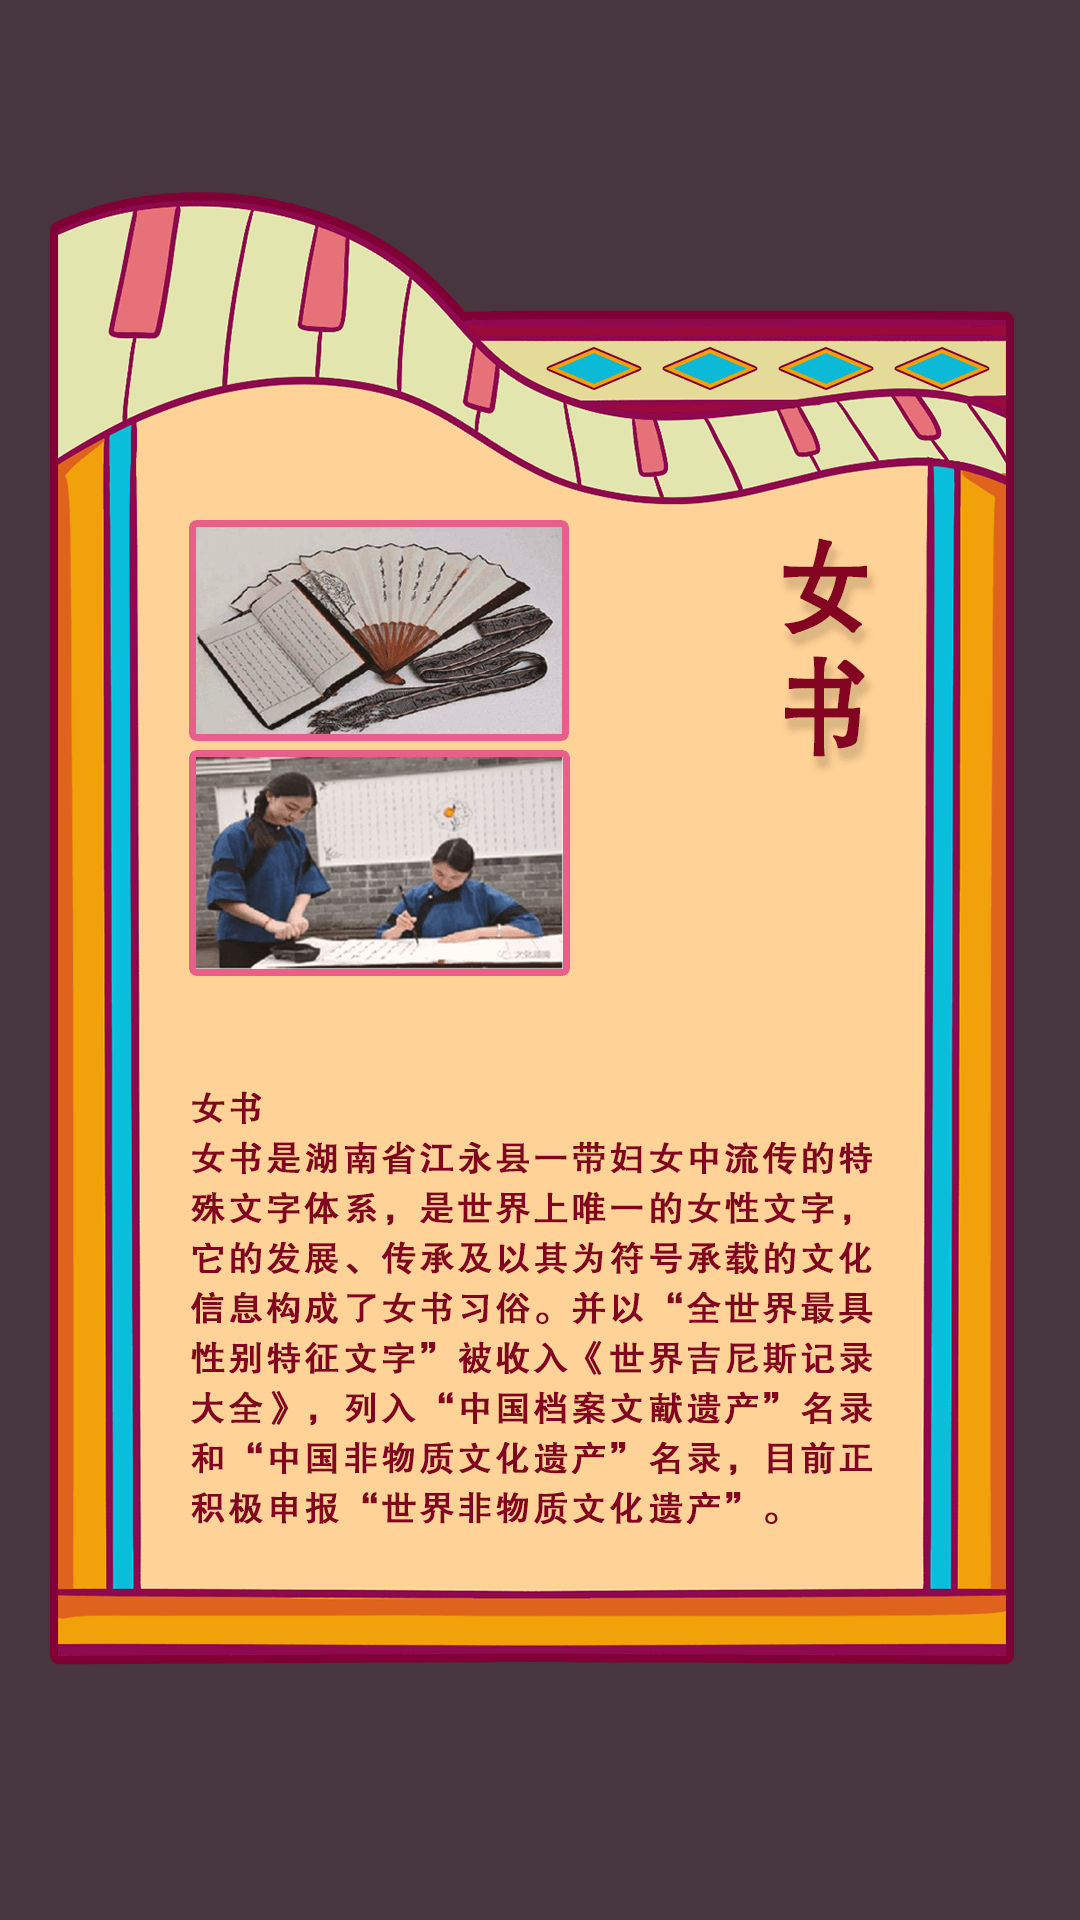 女书
女书
女书是湖南省江永县一带妇女中流传的特
殊文字体系，是世界上唯一的女性文字，
它的发展、传承及以其为符号承载的文化
信息构成了女书习俗。并以“全世界最具
性别特征文字”被收入《世界吉尼斯记录
大全》，列入“中国档案文献遗产”名录
和“中国非物质文化遗产”名录，目前正
积极申报“世界非物质文化遗产”。